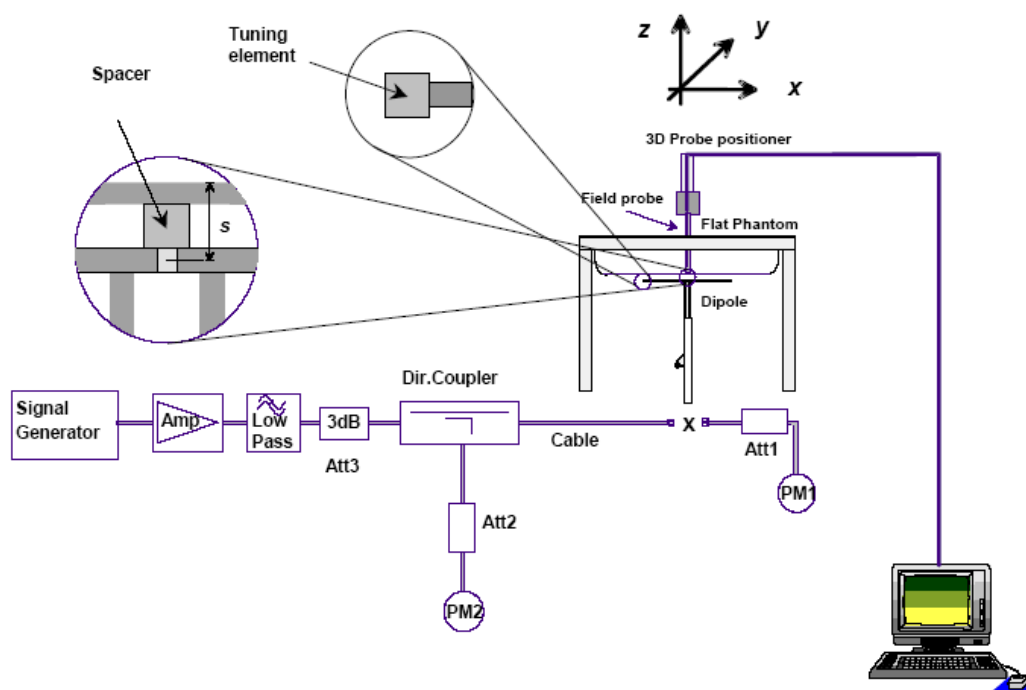 Tuning
element
Spacer
z
y
x
3D Probe positioner
Field probe
Flat Phantom
s
Dipole
Dir.Coupler
Signal
Generator
Amp
Low
Pass
3dB
Att3
Cable
X
Att1
PM1
Att2
PM2